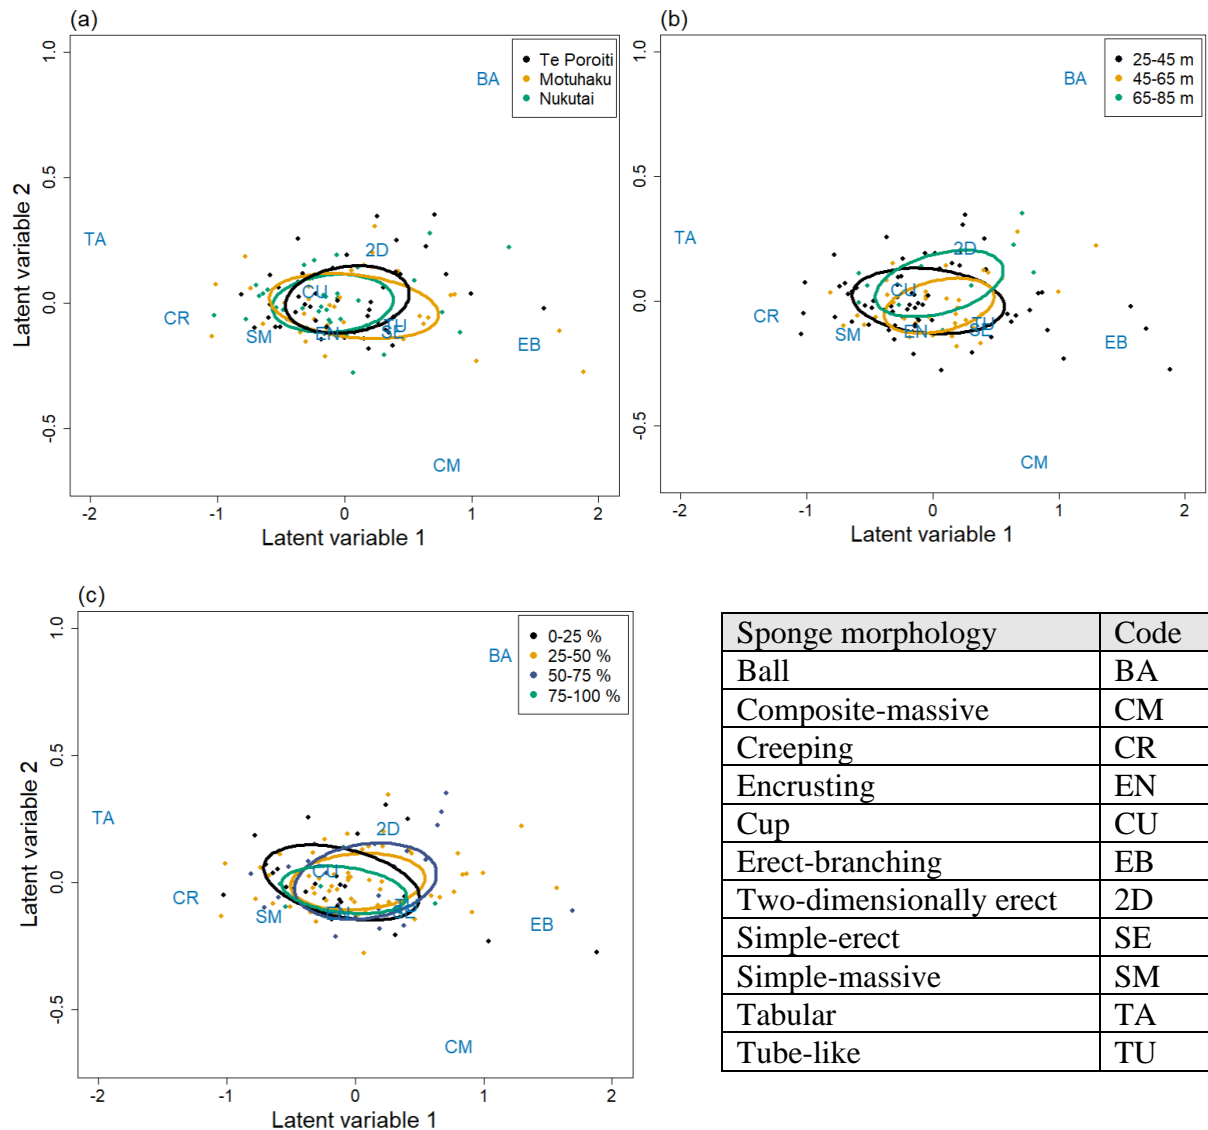 (a)
Te Poroiti
Motuhaku
Nukutai
BA
TA
2D
CU
CR
SM
EN
SE
TU
EB
CM
1.0
0.5
0.0
-0.5
Latent variable 2
-2 -1 0 1 2
Latent variable 1
(b)
25-45 m
45-65 m
65-85 m
BA
TA
2D
CU
CR
SM
EN
TU
SE
EB
CM
1.0
0.5
0.0
-0.5
-2 -1 0 1 2
Latent variable 1
(c)
0-25 %
25-50 %
50-75 %
75-100 %
BA
TA
2D
CU
CR
SM
EB
CM
1.0
0.5
0.0
-0.5
Latent variable 2
-2 -1 0 1 2
Latent variable 1
Sponge morphology Code
Ball BA
Composite-massive CM
Creeping CR
Encrusting EN
Cup CU
Erect-branching EB
Two-dimensionally erect 2D
Simple-erect SE
Simple-massive SM
Tabular TA
Tube-like TU